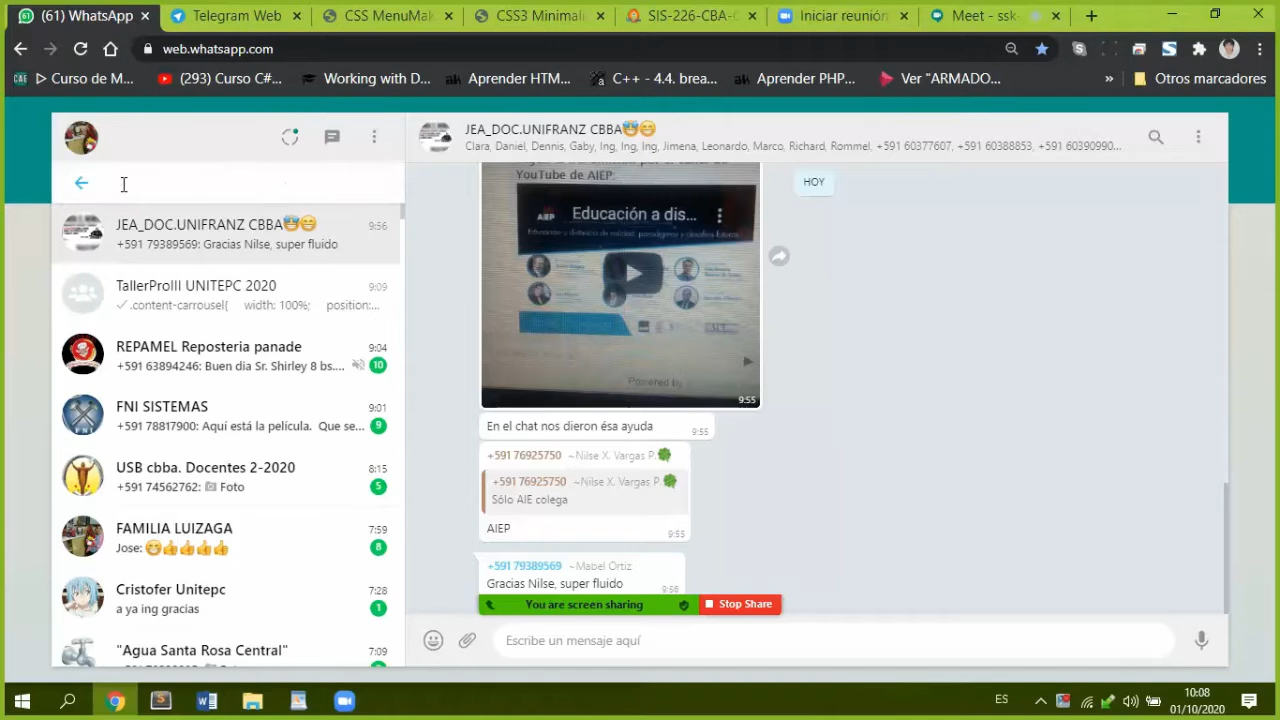 (61) WhatsApp
Telegram Web
CSS MenuMak
CSS3 Minimali
SIS-226-CBA-C
Iniciar reunión
Meet - ssk-
web.whatsapp.com
Curso de M...
(293) Curso C#...
Working with D...
Aprender HTM...
C++ - 4.4. brea...
Aprender PHP...
Ver "ARMADO...
»
Otros marcadores
JEA_DOC.UNIFRANZ CBBA😇😁
Clara, Daniel, Dennis, Gaby, Ing, Ing, Ing, Jimena, Leonardo, Marco, Richard, Rommel, +591 60377607, +591 60388853, +591 60390990...
JEA_DOC.UNIFRANZ CBBA😇😁
9:56
+591 79389569: Gracias Nilse, super fluido
TallerProIII UNITEPC 2020
9:09
.content-carrousel{ width: 100%; position:...
REPAMEL Reposteria panade
9:04
+591 63894246: Buen dia Sr. Shirley 8 bs....
10
FNI SISTEMAS
9:01
+591 78817900: Aquí está la película. Que se...
9
USB cbba. Docentes 2-2020
8:15
+591 74562762: Foto
5
FAMILIA LUIZAGA
7:59
Jose: 😁👍👍👍👍
8
Cristofer Unitepc
7:28
a ya ing gracias
1
"Agua Santa Rosa Central"
7:09
HOY
YouTube de AIEP:
AIEP
Educación a dis...
Powered by
9:55
En el chat nos dieron ésa ayuda
9:55
+591 76925750 ~Nilse X. Vargas P.🍀
+591 76925750 ~Nilse X. Vargas P.🍀
Sólo AIE colega
AIEP
9:55
+591 79389569 ~Mabel Ortiz
Gracias Nilse, super fluido
9:56
You are screen sharing
Stop Share
Escribe un mensaje aquí
ES
10:08
01/10/2020